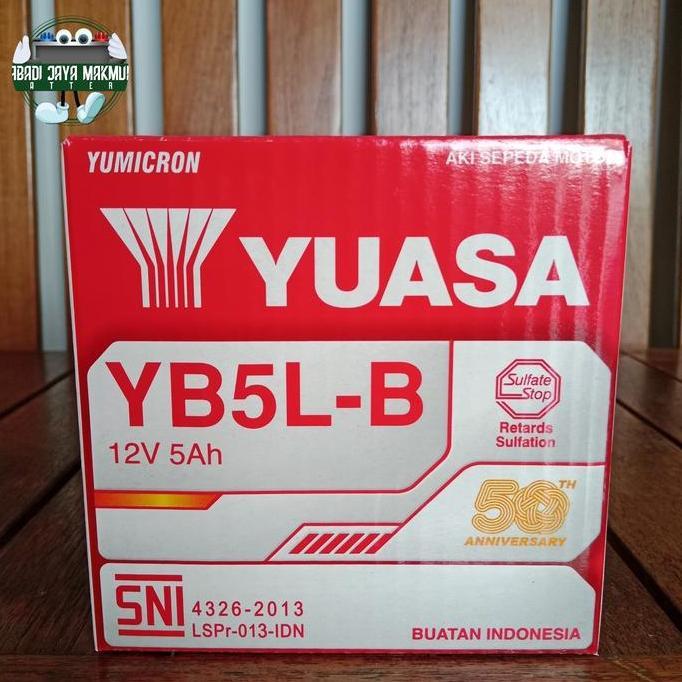 ABADI JAYA MAKMUR
YUMICRON
AKI SEPEDA MOTOR
YUASA
YB5L-B
12V 5Ah
Sulfate
Stop
Retards
Sulfation
50TH
ANNIVERSARY
SNI
4326-2013
LSPr-013-IDN
BUATAN INDONESIA